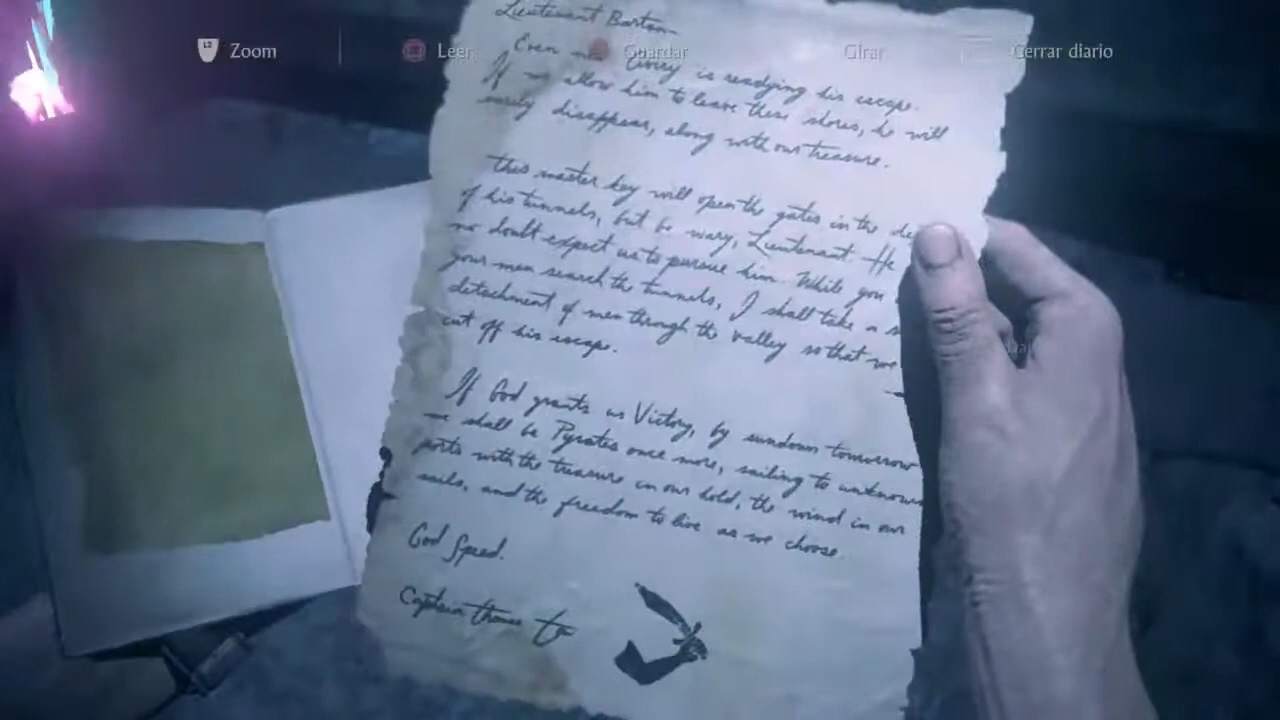 L2 Zoom Leer Guardar Girar Cerrar diario
Lieutenant Barton
Even now Avery is readying his escape.
If we allow him to leave these shores, he will
surely disappear, along with our treasure.
This master key will open the gates in the
of his tunnels, but be wary, Lieutenant. He
no doubt expect us to pursue him. While you
your men search the tunnels, I shall take a
detachment of men through the valley so that we
cut off his escape.
If God grants us Victory, by sundown tomorrow
we shall be Pyrates once more, sailing to unknown
ports with the treasure in our hold, the wind in our
sails, and the freedom to live as we choose.
God Speed.
Captain Thomas Tew